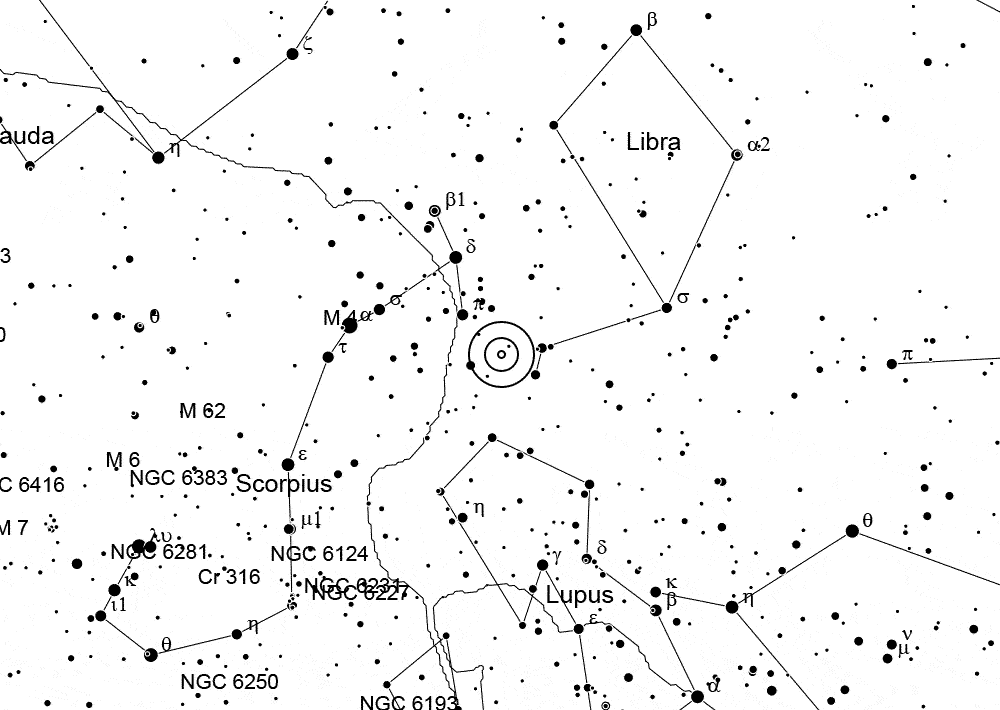 β
ζ
auda
η
Libra
α2
β1
3
δ
σ
π
σ
θ
M 4
α
0
τ
π
M 62
ε
M 6
NGC 6383
Scorpius
C 6416
η
M 7
μ1
λ
υ
θ
NGC 6281
NGC 6124
γ
δ
κ
Cr 316
NGC 6231
κ
NGC 6227
Lupus
β
η
ι1
ε
θ
η
ν
μ
NGC 6250
α
NGC 6193